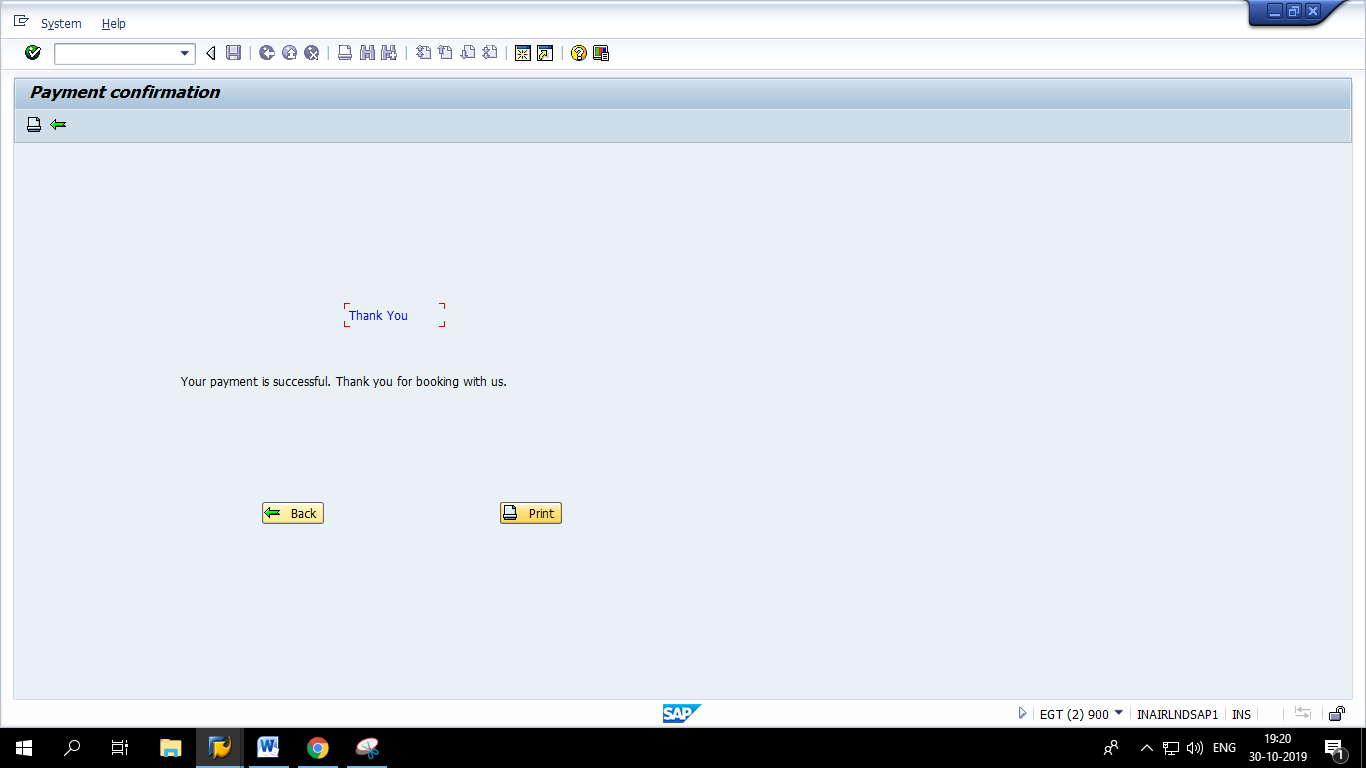 System Help
Payment confirmation
Thank You
Your payment is successful. Thank you for booking with us.
Back Print
SAP
EGT (2) 900 INAIRLNDSAP1 INS
W
ENG
19:20
30-10-2019
1